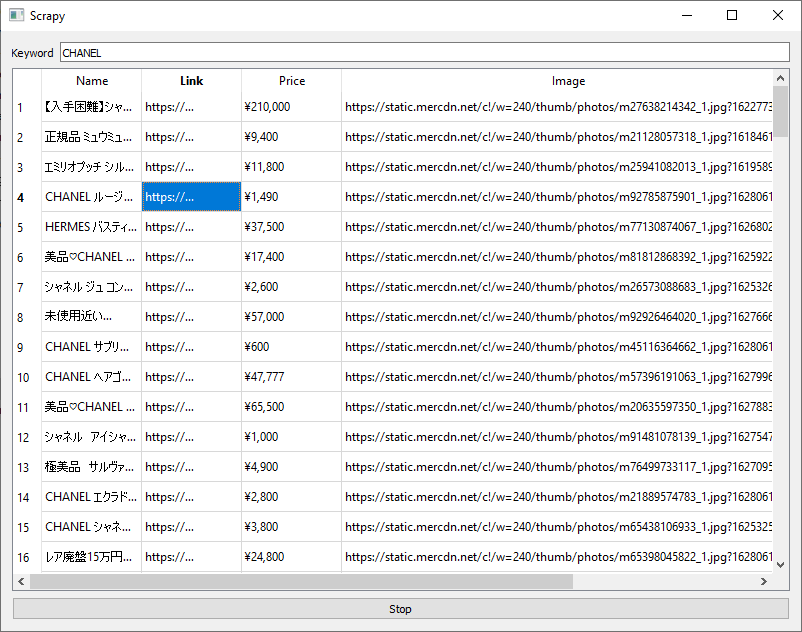 Scrapy
Keyword CHANEL
Name Link Price Image
1 【入手困難】シャ... https://... ¥210,000 https://static.mercdn.net/c!/w=240/thumb/photos/m27638214342_1.jpg?1622773
2 正規品 ミュウミュ... https://... ¥9,400 https://static.mercdn.net/c!/w=240/thumb/photos/m21128057318_1.jpg?1618461
3 エミリオプッチ シル... https://... ¥11,800 https://static.mercdn.net/c!/w=240/thumb/photos/m25941082013_1.jpg?1619589
4 CHANEL ルージ... https://... ¥1,490 https://static.mercdn.net/c!/w=240/thumb/photos/m92785875901_1.jpg?1628061
5 HERMES バスティ... https://... ¥37,500 https://static.mercdn.net/c!/w=240/thumb/photos/m77130874067_1.jpg?1626802
6 美品♡CHANEL ... https://... ¥17,400 https://static.mercdn.net/c!/w=240/thumb/photos/m81812868392_1.jpg?1625922
7 シャネル ジュ コン... https://... ¥2,600 https://static.mercdn.net/c!/w=240/thumb/photos/m26573088683_1.jpg?1625326
8 未使用近い... https://... ¥57,000 https://static.mercdn.net/c!/w=240/thumb/photos/m92926464020_1.jpg?1627666
9 CHANEL サブリ... https://... ¥600 https://static.mercdn.net/c!/w=240/thumb/photos/m45116364662_1.jpg?1628061
10 CHANEL ヘアゴ... https://... ¥47,777 https://static.mercdn.net/c!/w=240/thumb/photos/m57396191063_1.jpg?1627996
11 美品♡CHANEL ... https://... ¥65,500 https://static.mercdn.net/c!/w=240/thumb/photos/m20635597350_1.jpg?1627883
12 シャネル　アイシャ... https://... ¥1,000 https://static.mercdn.net/c!/w=240/thumb/photos/m91481078139_1.jpg?1627547
13 極美品　サルヴァ... https://... ¥4,900 https://static.mercdn.net/c!/w=240/thumb/photos/m76499733117_1.jpg?1627095
14 CHANEL エクラド... https://... ¥2,800 https://static.mercdn.net/c!/w=240/thumb/photos/m21889574783_1.jpg?1628061
15 CHANEL シャネ... https://... ¥3,800 https://static.mercdn.net/c!/w=240/thumb/photos/m65438106933_1.jpg?1625325
16 レア廃盤15万円... https://... ¥24,800 https://static.mercdn.net/c!/w=240/thumb/photos/m65398045822_1.jpg?1628061
Stop